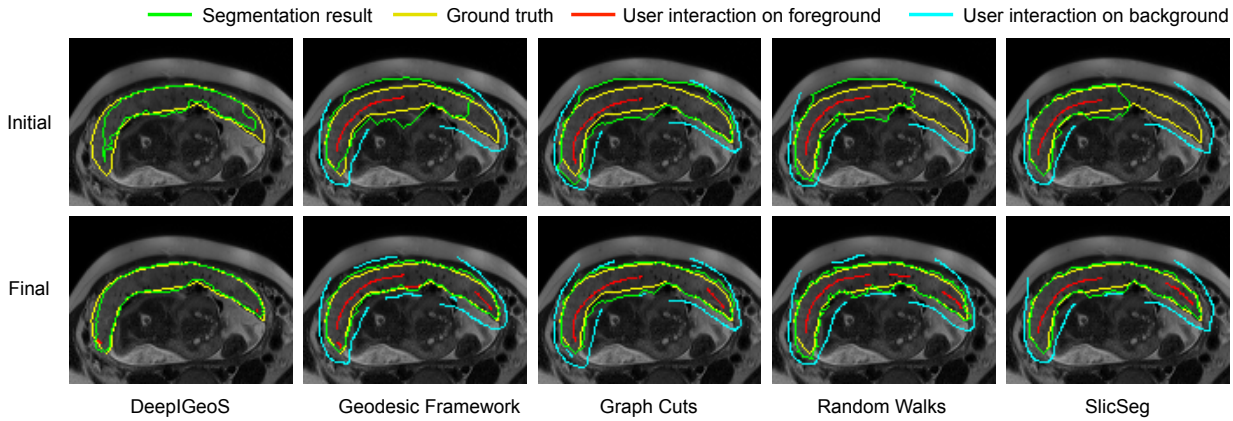 Segmentation result Ground truth User interaction on foreground User interaction on background
Initial
Final
DeepIGeoS Geodesic Framework Graph Cuts Random Walks SlicSeg